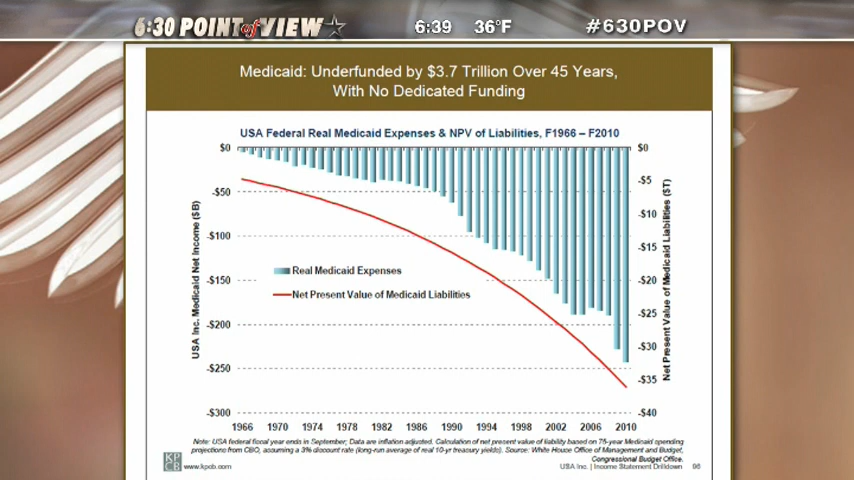 6:30 POINT of VIEW
6:39 36°F #630POV
Medicaid: Underfunded by $3.7 Trillion Over 45 Years,
With No Dedicated Funding
USA Federal Real Medicaid Expenses & NPV of Liabilities, F1966 – F2010
$0
-$50
-$100
-$150
-$200
-$250
-$300
USA Inc. Medicaid Net Income ($B)
Real Medicaid Expenses
Net Present Value of Medicaid Liabilities
$0
-$5
-$10
-$15
-$20
-$25
-$30
-$35
-$40
Net Present Value of Medicaid Liabilities ($T)
1966 1970 1974 1978 1982 1986 1990 1994 1998 2002 2006 2010
Note: USA federal fiscal year ends in September; Data are inflation adjusted. Calculation of net present value of liability based on 75-year Medicaid spending
projections from CBO, assuming a 3% discount rate (long-run average of real 10-yr treasury yields). Source: White House Office of Management and Budget,
Congressional Budget Office.
KP
CB
www.kpcb.com
USA Inc. | Income Statement Drilldown 96